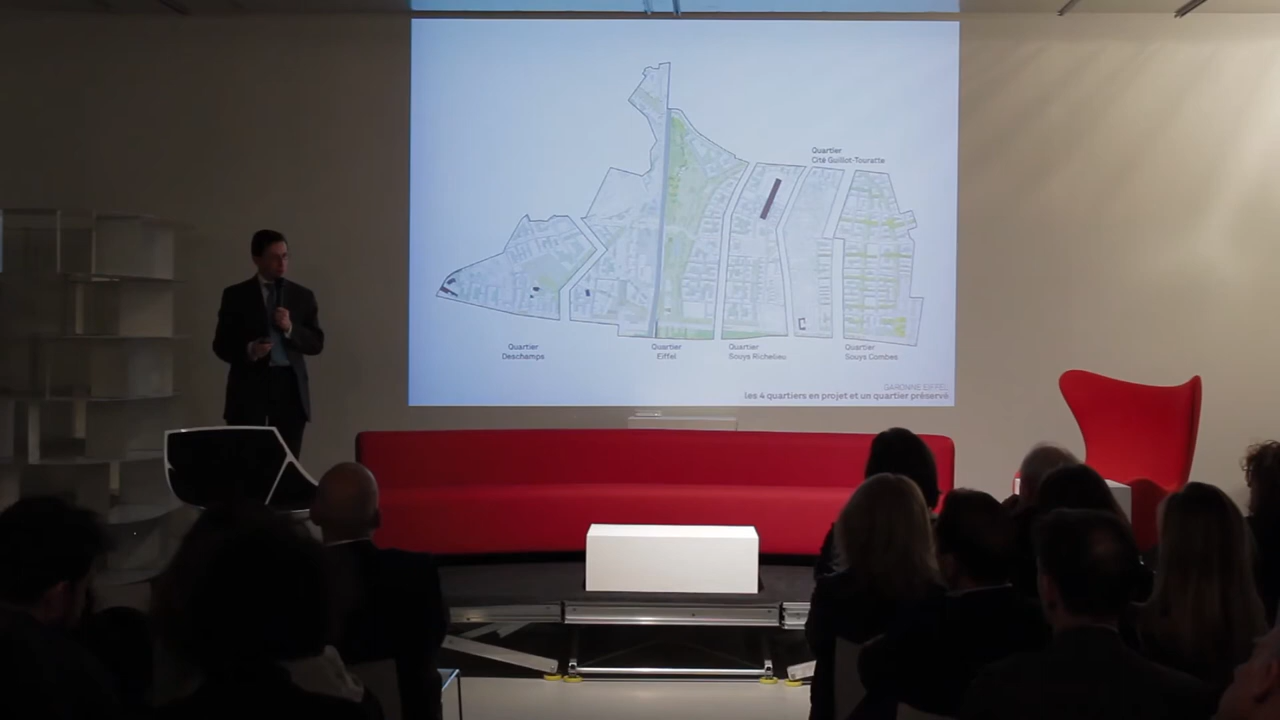 Quartier
Cité Guillot-Touratte
Quartier
Deschamps
Quartier
Eiffel
Quartier
Souys Richelieu
Quartier
Souys Combes
GARONNE EIFFEL
les 4 quartiers en projet et un quartier préservé